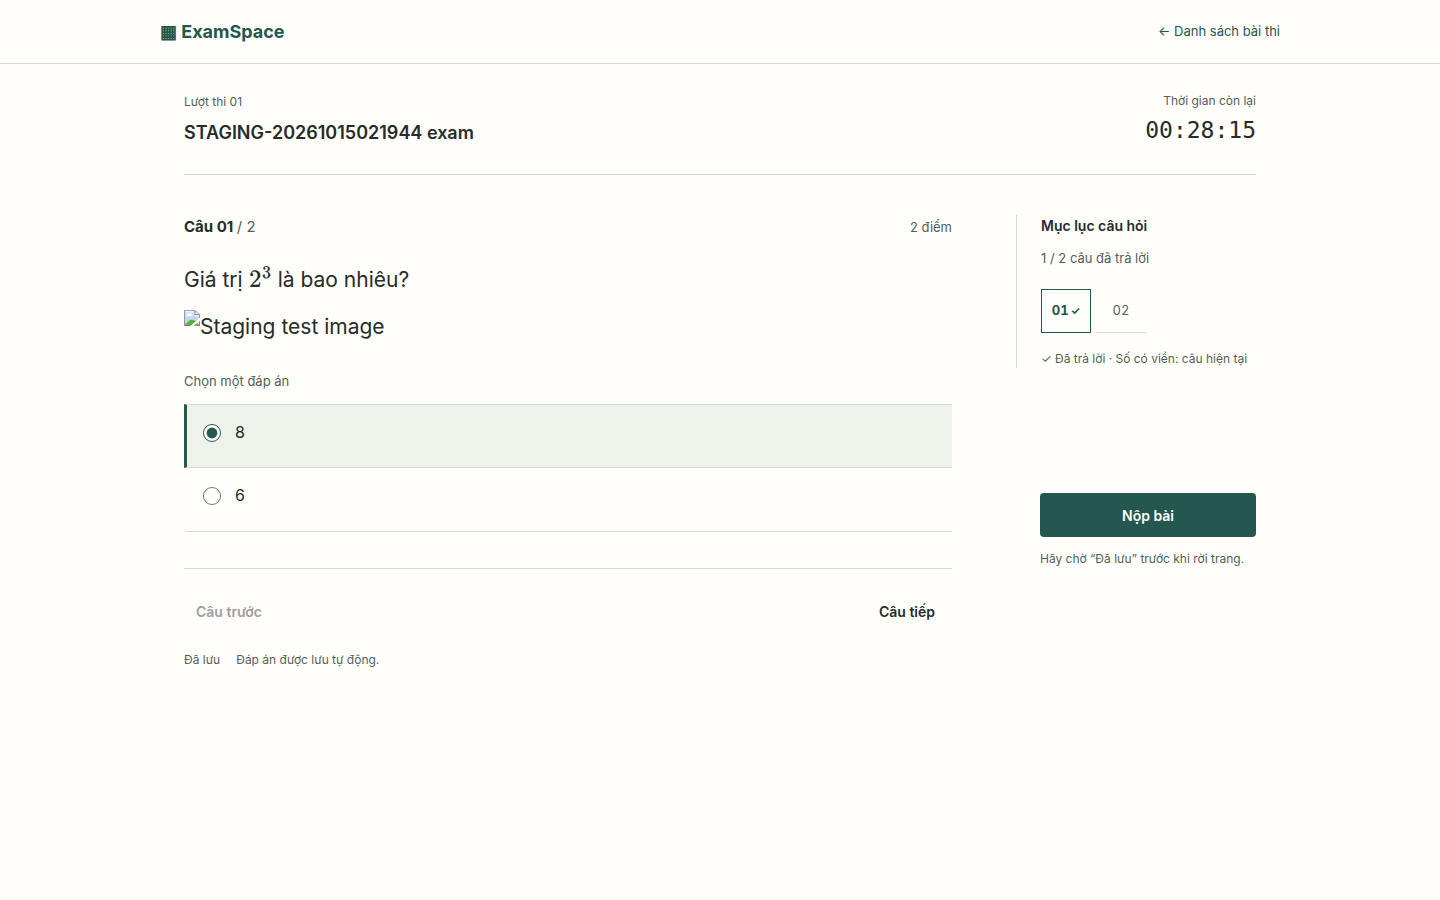 ▦ ExamSpace
← Danh sách bài thi
Lượt thi 01
STAGING-20261015021944 exam
Thời gian còn lại
00:28:15
Câu 01 / 2
2 điểm
Giá trị 2³ là bao nhiêu?
Staging test image
Chọn một đáp án
8
6
Câu trước
Câu tiếp
Đã lưu Đáp án được lưu tự động.
Mục lục câu hỏi
1 / 2 câu đã trả lời
01 ✓
02
✓ Đã trả lời · Số có viền: câu hiện tại
Nộp bài
Hãy chờ “Đã lưu” trước khi rời trang.